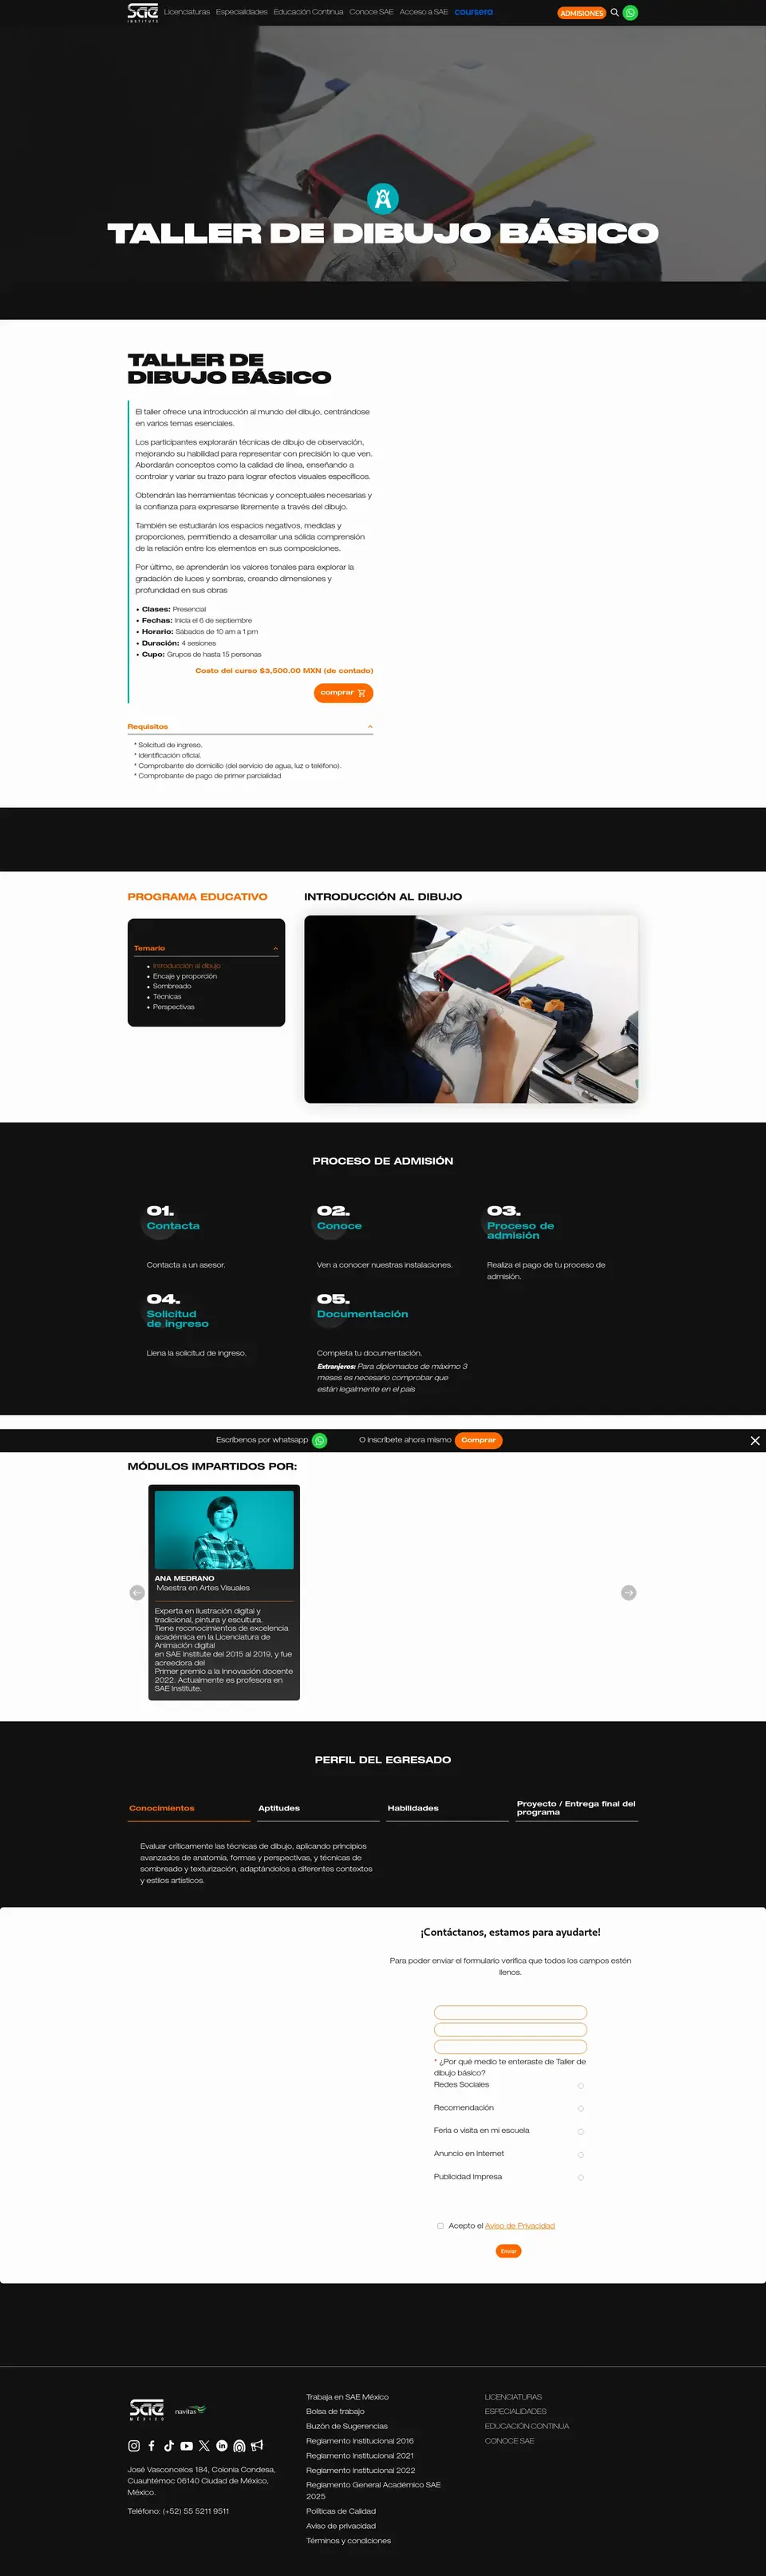 SAE
INSTITUTE
Licenciaturas Especialidades Educación Continua Conoce SAE Acceso a SAE coursera ADMISIONES
TALLER DE DIBUJO BÁSICO
TALLER DE
DIBUJO BÁSICO
El taller ofrece una introducción al mundo del dibujo, centrándose
en varios temas esenciales.
Los participantes explorarán técnicas de dibujo de observación,
mejorando su habilidad para representar con precisión lo que ven.
Abordarán conceptos como la calidad de línea, enseñando a
controlar y variar su trazo para lograr efectos visuales específicos.
Obtendrán las herramientas técnicas y conceptuales necesarias y
la confianza para expresarse libremente a través del dibujo.
También se estudiarán los espacios negativos, medidas y
proporciones, permitiendo a desarrollar una sólida comprensión
de la relación entre los elementos en sus composiciones.
Por último, se aprenderán los valores tonales para explorar la
gradación de luces y sombras, creando dimensiones y
profundidad en sus obras
• Clases: Presencial
• Fechas: Inicia el 6 de septiembre
• Horario: Sábados de 10 am a 1 pm
• Duración: 4 sesiones
• Cupo: Grupos de hasta 15 personas
Costo del curso $3,500.00 MXN (de contado)
comprar
Requisitos
* Solicitud de ingreso.
* Identificación oficial.
* Comprobante de domicilio (del servicio de agua, luz o teléfono).
* Comprobante de pago de primer parcialidad
PROGRAMA EDUCATIVO
Temario
• Introducción al dibujo
• Encaje y proporción
• Sombreado
• Técnicas
• Perspectivas
INTRODUCCIÓN AL DIBUJO
PROCESO DE ADMISIÓN
01.
Contacta
Contacta a un asesor.
02.
Conoce
Ven a conocer nuestras instalaciones.
03.
Proceso de
admisión
Realiza el pago de tu proceso de
admisión.
04.
Solicitud
de ingreso
Llena la solicitud de ingreso.
05.
Documentación
Completa tu documentación.
Extranjeros: Para diplomados de máximo 3
meses es necesario comprobar que
están legalmente en el país
Escríbenos por whatsapp O inscríbete ahora mismo Comprar
MÓDULOS IMPARTIDOS POR:
ANA MEDRANO
Maestra en Artes Visuales
Experta en Ilustración digital y
tradicional, pintura y escultura.
Tiene reconocimientos de excelencia
académica en la Licenciatura de
Animación digital
en SAE Institute del 2015 al 2019, y fue
acreedora del
Primer premio a la Innovación docente
2022. Actualmente es profesora en
SAE Institute.
PERFIL DEL EGRESADO
Conocimientos
Aptitudes
Habilidades
Proyecto / Entrega final del
programa
Evaluar críticamente las técnicas de dibujo, aplicando principios
avanzados de anatomía, formas y perspectivas, y técnicas de
sombreado y texturización, adaptándolos a diferentes contextos
y estilos artísticos.
¡Contáctanos, estamos para ayudarte!
Para poder enviar el formulario verifica que todos los campos estén
llenos.
* ¿Por qué medio te enteraste de Taller de
dibujo básico?
Redes Sociales
Recomendación
Feria o visita en mi escuela
Anuncio en Internet
Publicidad Impresa
Acepto el Aviso de Privacidad
Enviar
SAE
MÉXICO
navitas
José Vasconcelos 184, Colonia Condesa,
Cuauhtémoc 06140 Ciudad de México,
México.
Teléfono: (+52) 55 5211 9511
Trabaja en SAE México
Bolsa de trabajo
Buzón de Sugerencias
Reglamento Institucional 2016
Reglamento Institucional 2021
Reglamento Institucional 2022
Reglamento General Académico SAE
2025
Políticas de Calidad
Aviso de privacidad
Términos y condiciones
LICENCIATURAS
ESPECIALIDADES
EDUCACIÓN CONTINUA
CONOCE SAE